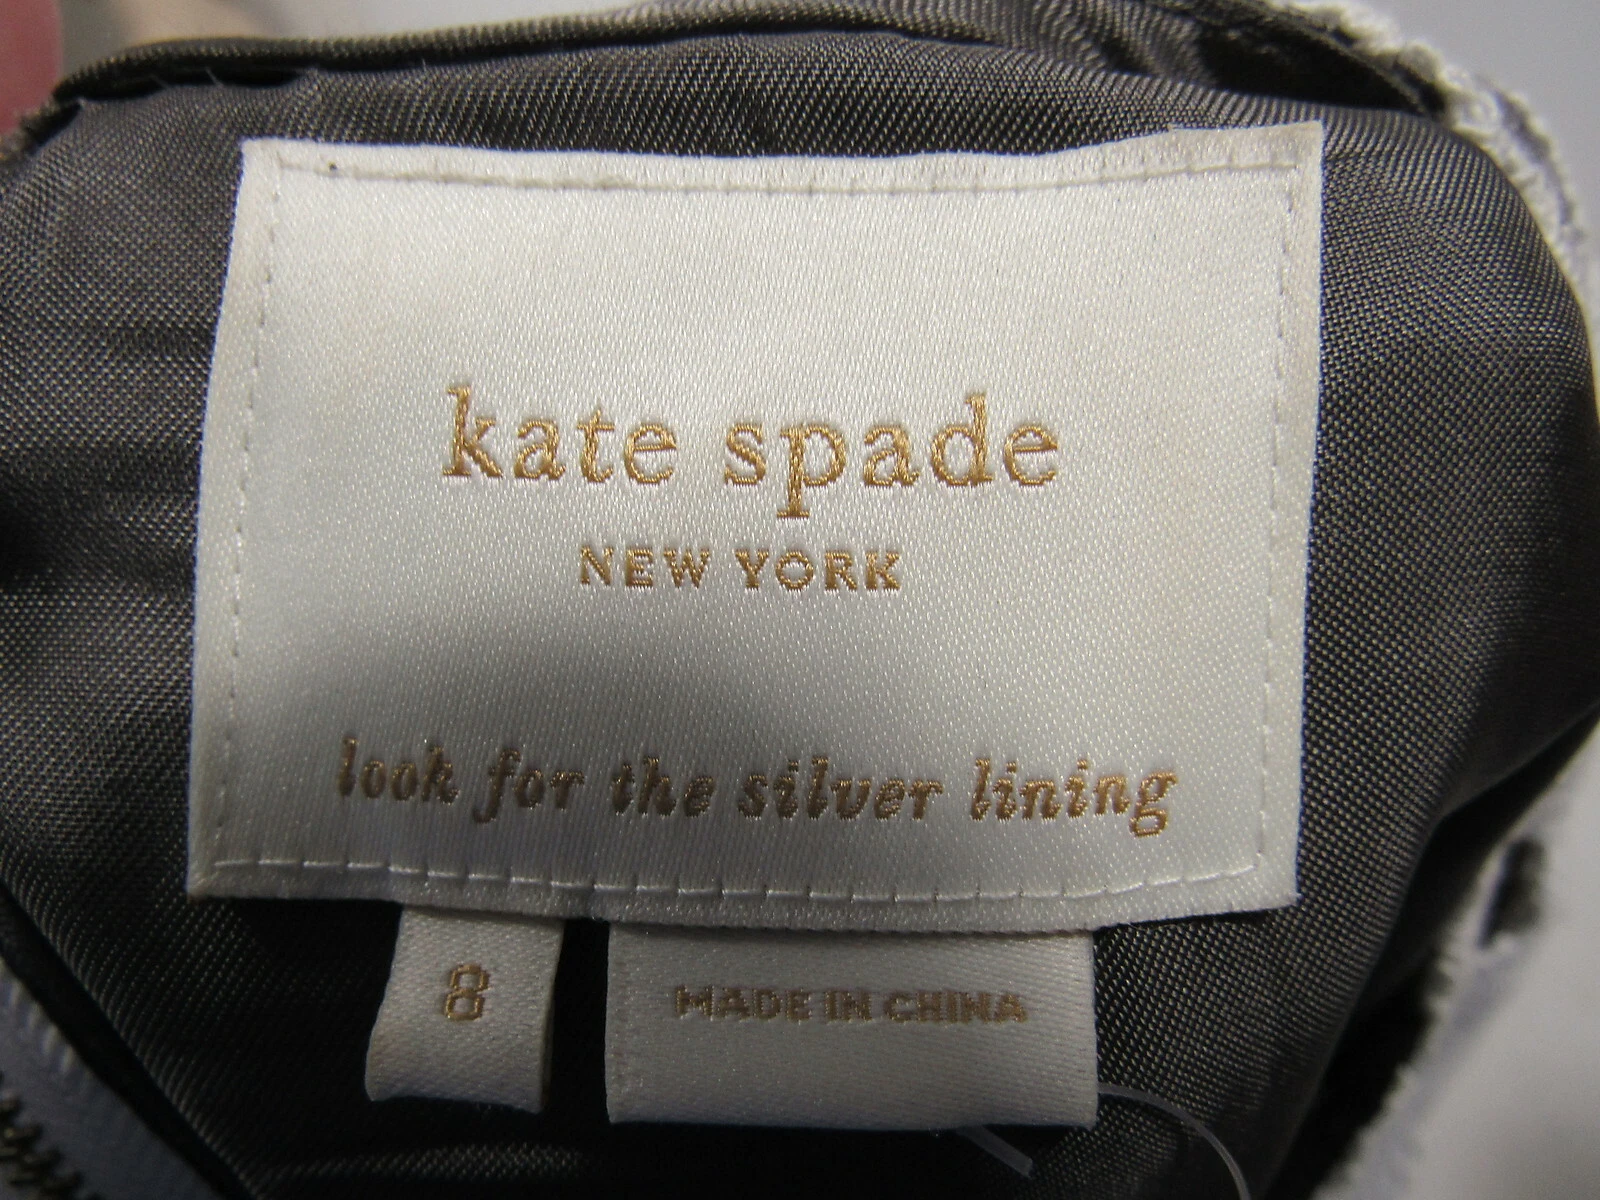 kate spade
NEW YORK
look for the silver lining
8
MADE IN CHINA